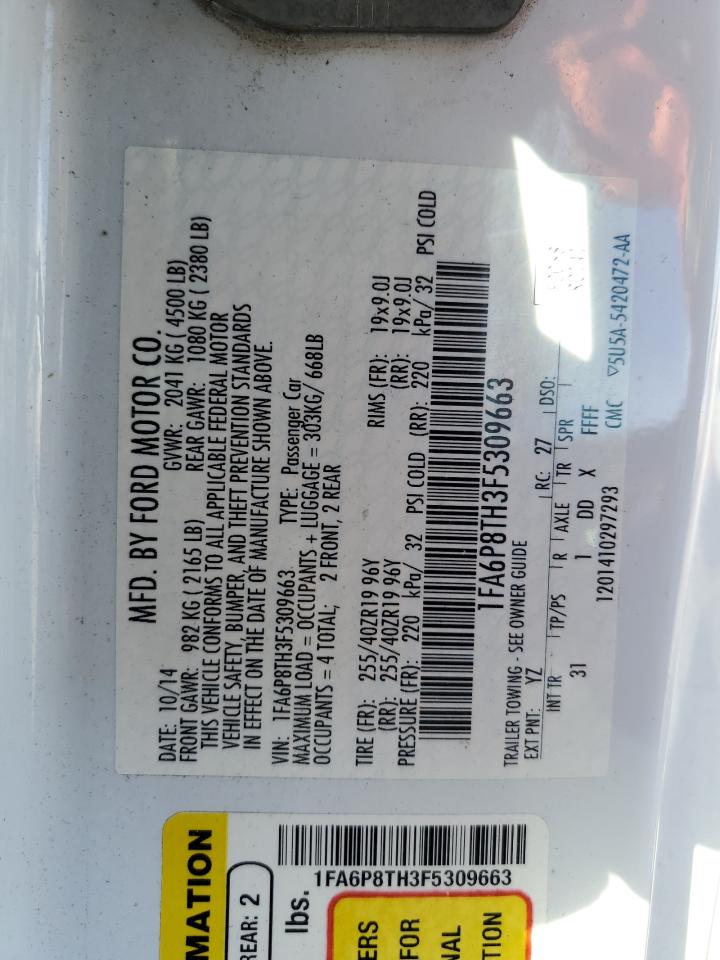 MFD. BY FORD MOTOR CO.
DATE: 10/14 GVWR: 2041 KG ( 4500 LB)
FRONT GAWR: 982 KG ( 2165 LB) REAR GAWR: 1080 KG ( 2380 LB)
THIS VEHICLE CONFORMS TO ALL APPLICABLE FEDERAL MOTOR
VEHICLE SAFETY, BUMPER, AND THEFT PREVENTION STANDARDS
IN EFFECT ON THE DATE OF MANUFACTURE SHOWN ABOVE.
VIN: 1FA6P8TH3F5309663 TYPE: Passenger Car
MAXIMUM LOAD = OCCUPANTS + LUGGAGE = 303KG/ 668LB
OCCUPANTS = 4 TOTAL; 2 FRONT, 2 REAR
TIRE (FR): 255/40ZR19 96Y RIMS (FR): 19x9.0J
(RR): 255/40ZR19 96Y (RR): 19x9.0J
PRESSURE (FR): 220 kPa/ 32 PSI COLD (RR): 220 kPa/ 32 PSI COLD
1FA6P8TH3F5309663
TRAILER TOWING - SEE OWNER GUIDE
EXT PNT: YZ RC: 27 DSO:
INT TR TP/PS R AXLE TR SPR
31 1 DD X FFFF
1201410297293 CMC ▽5U5A-5420472-AA
MATION
REAR: 2
lbs.
1FA6P8TH3F5309663
ERS
FOR
NAL
TION